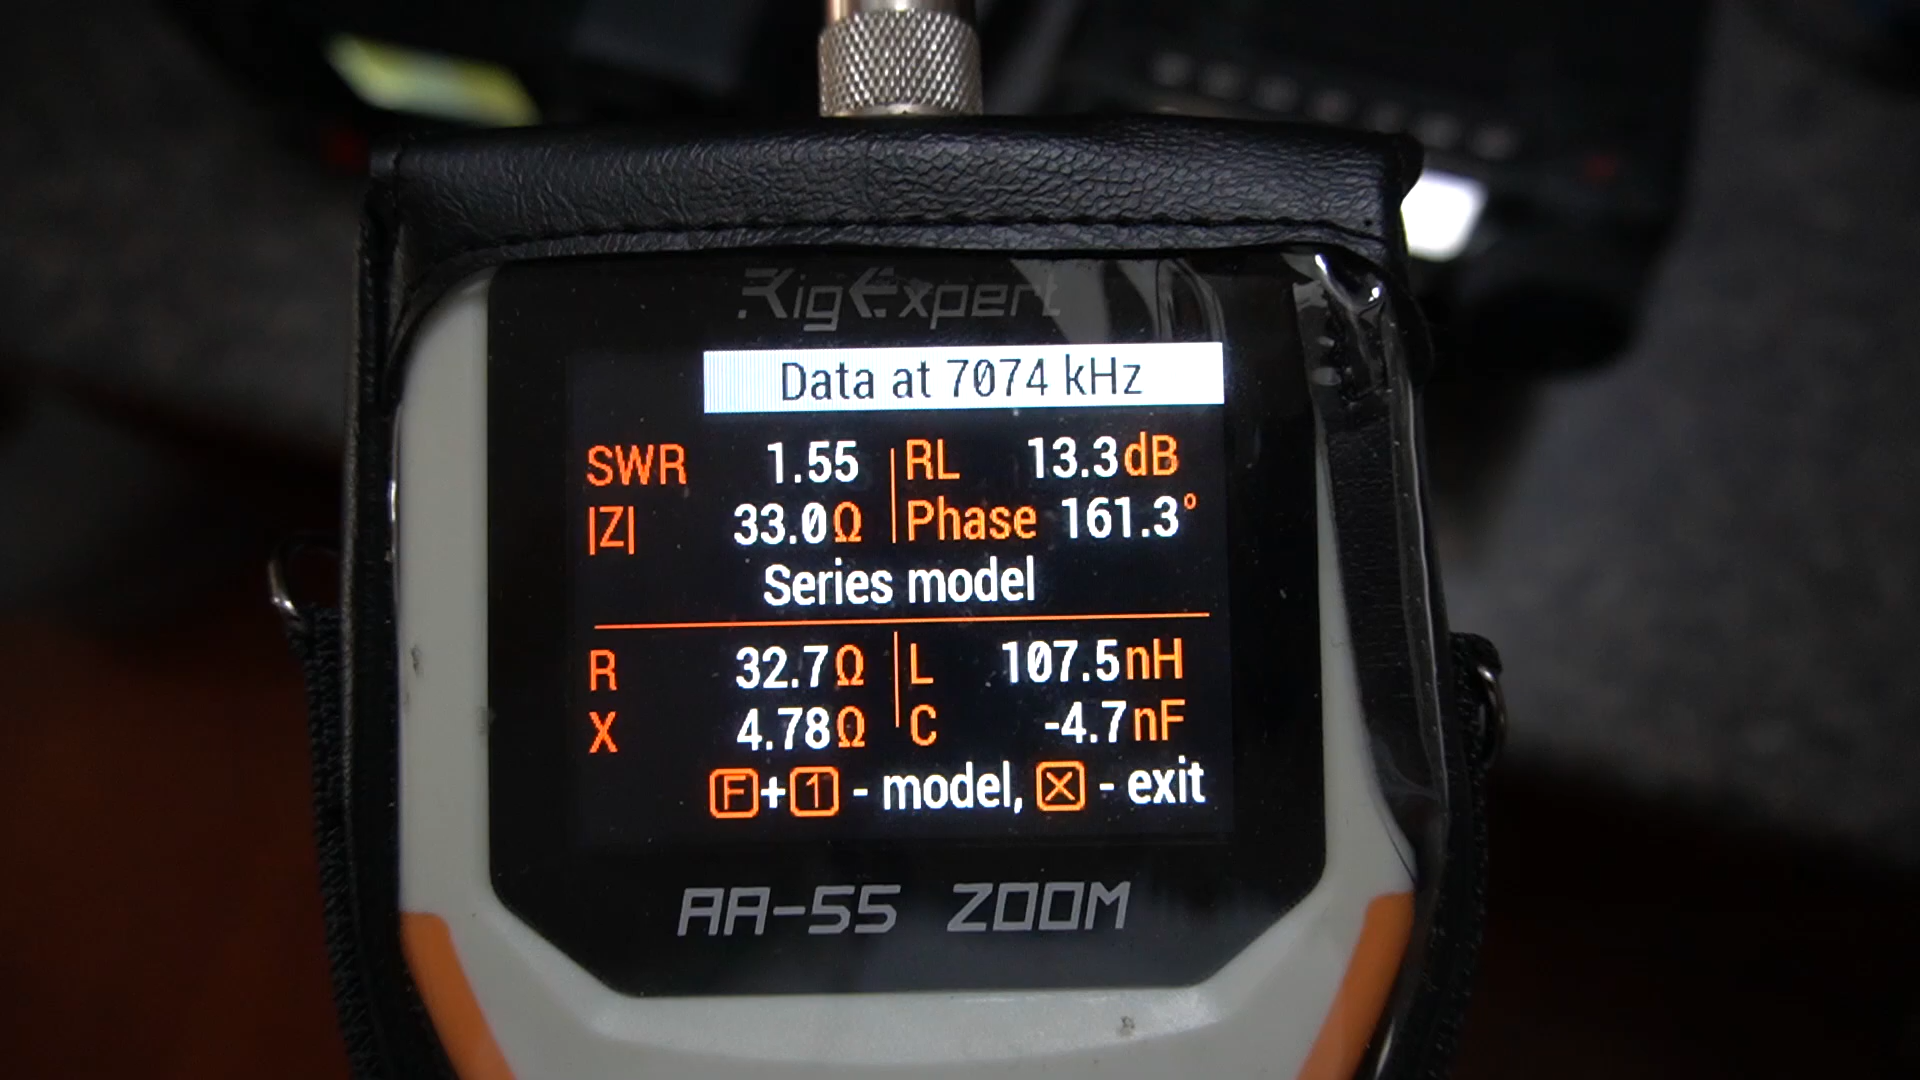 RigExpert
Data at 7074 kHz
SWR 1.55 RL 13.3dB
|Z| 33.0Ω Phase 161.3°
Series model
R 32.7Ω L 107.5nH
X 4.78Ω C -4.7nF
F+1 - model, X - exit
AA-55 ZOOM